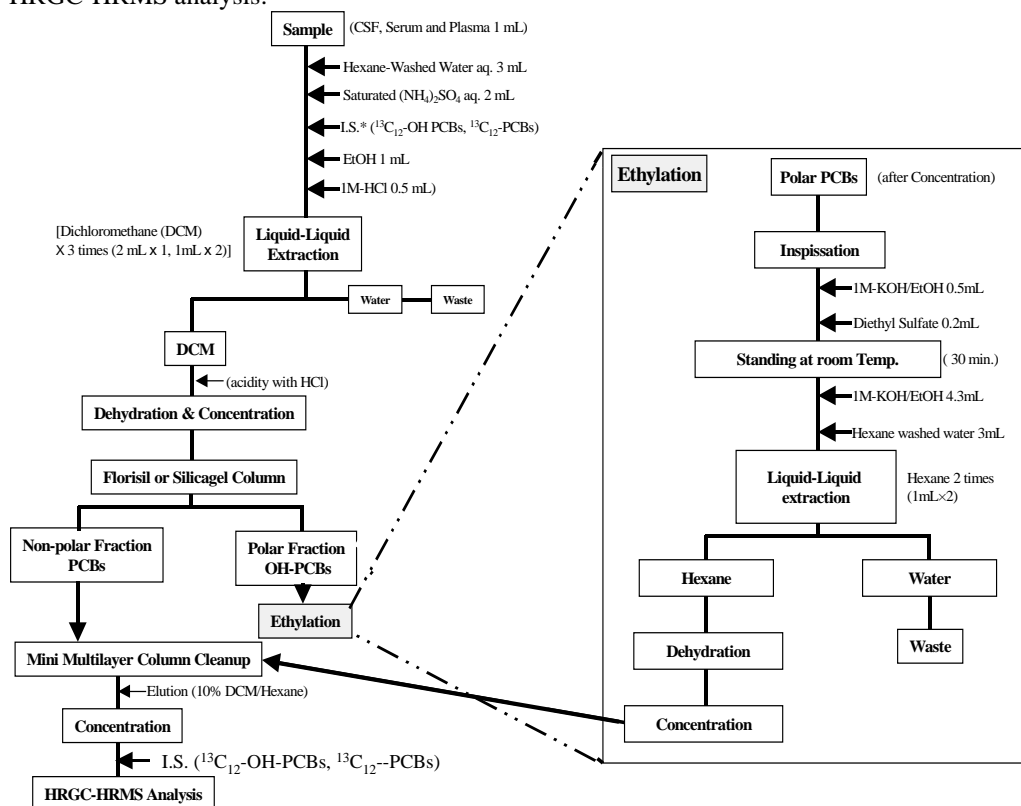 HRGC-HRMS analysis.
Sample
(CSF, Serum and Plasma 1 mL)
Hexane-Washed Water aq. 3 mL
Saturated (NH₄)₂SO₄ aq. 2 mL
I.S.* (¹³C₁₂-OH PCBs, ¹³C₁₂-PCBs)
EtOH 1 mL
1M-HCl 0.5 mL)
[Dichloromethane (DCM)
X 3 times (2 mL x 1, 1mL x 2)]
Liquid-Liquid
Extraction
Water
Waste
DCM
(acidity with HCl)
Dehydration & Concentration
Florisil or Silicagel Column
Non-polar Fraction
PCBs
Polar Fraction
OH-PCBs
Ethylation
Mini Multilayer Column Cleanup
Elution (10% DCM/Hexane)
Concentration
I.S. (¹³C₁₂-OH-PCBs, ¹³C₁₂--PCBs)
HRGC-HRMS Analysis
Ethylation
Polar PCBs
(after Concentration)
Inspissation
1M-KOH/EtOH 0.5mL
Diethyl Sulfate 0.2mL
Standing at room Temp.
( 30 min.)
1M-KOH/EtOH 4.3mL
Hexane washed water 3mL
Liquid-Liquid
extraction
Hexane 2 times
(1mL×2)
Hexane
Water
Dehydration
Waste
Concentration